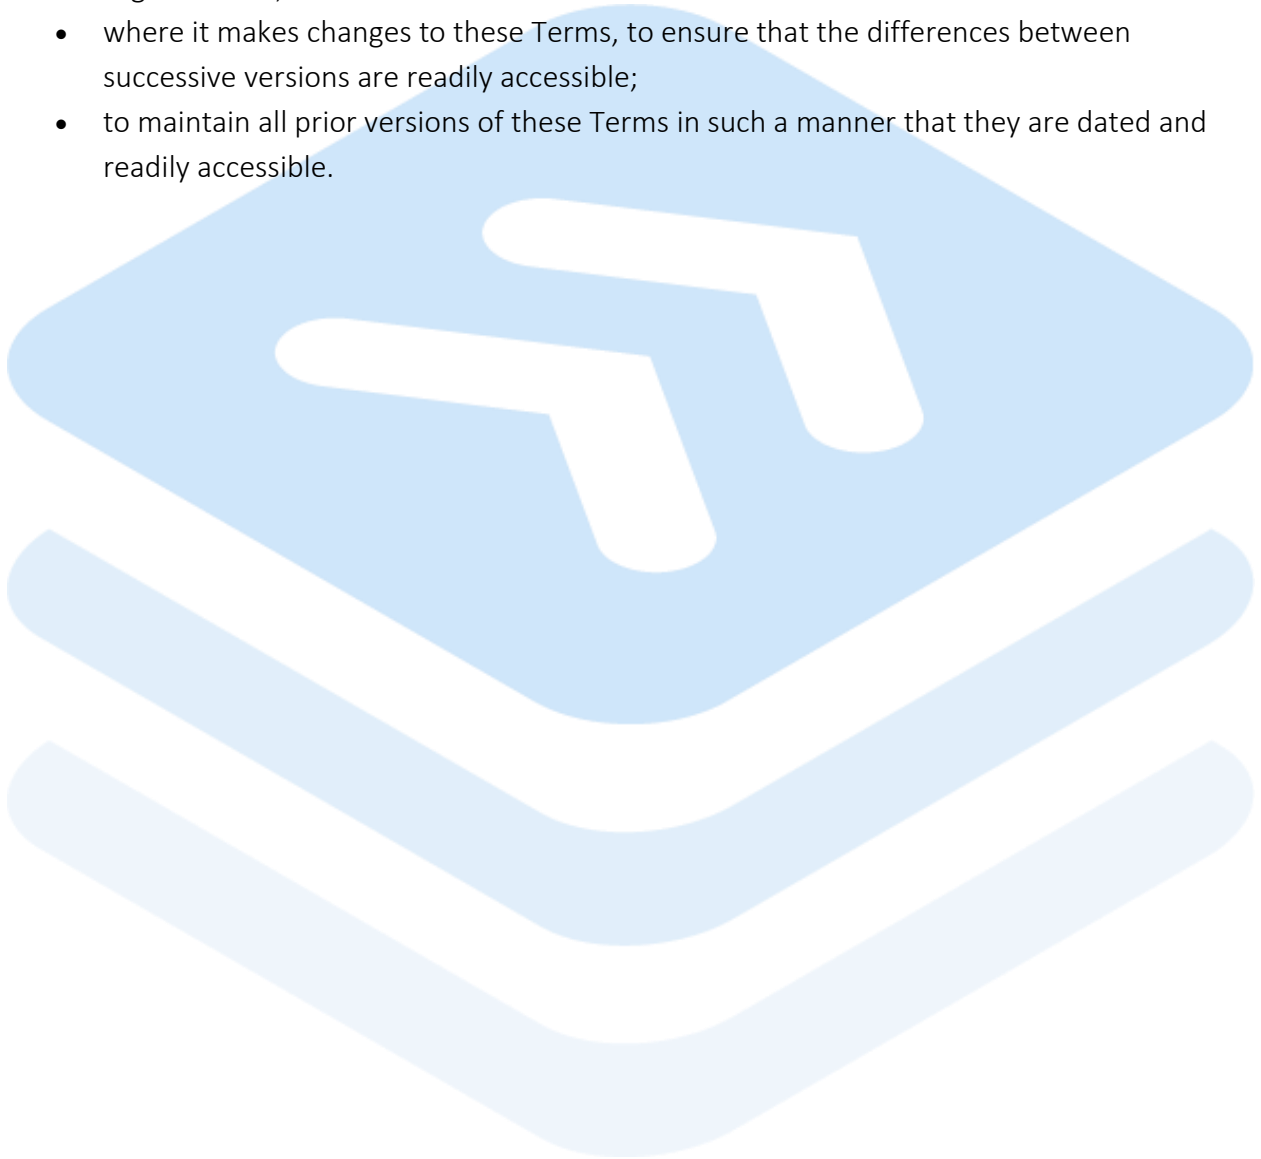 • where it makes changes to these Terms, to ensure that the differences between
successive versions are readily accessible;
• to maintain all prior versions of these Terms in such a manner that they are dated and
readily accessible.